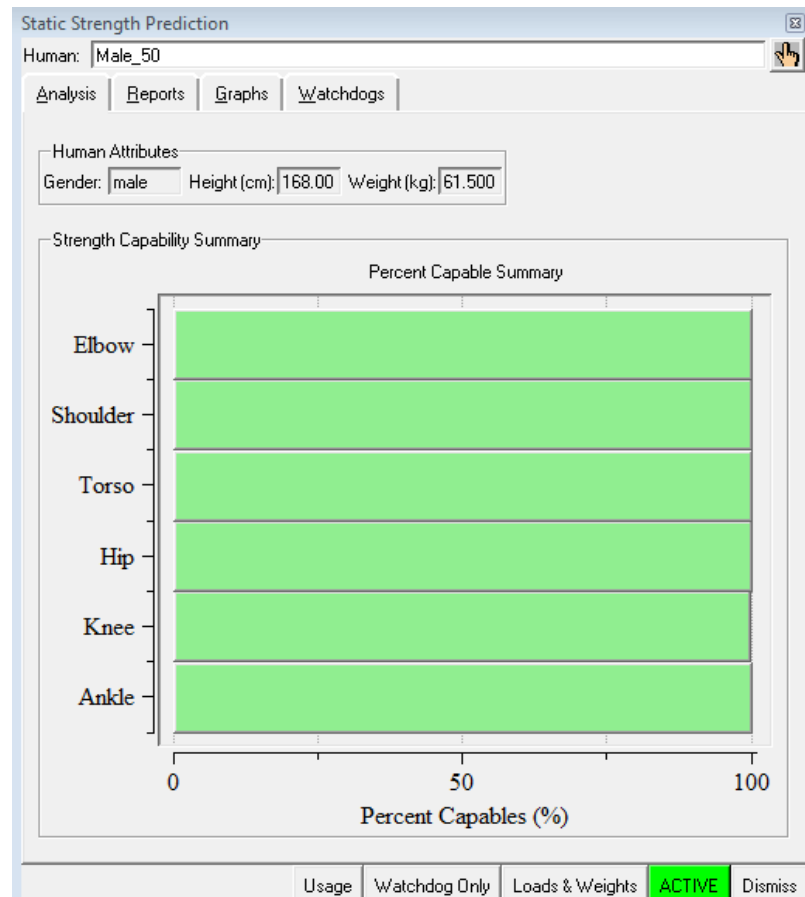 Static Strength Prediction
Human: Male_50
Analysis Reports Graphs Watchdogs
Human Attributes
Gender: male Height (cm): 168.00 Weight (kg): 61.500
Strength Capability Summary
Percent Capable Summary
Elbow
Shoulder
Torso
Hip
Knee
Ankle
0 50 100
Percent Capables (%)
Usage Watchdog Only Loads & Weights ACTIVE Dismiss